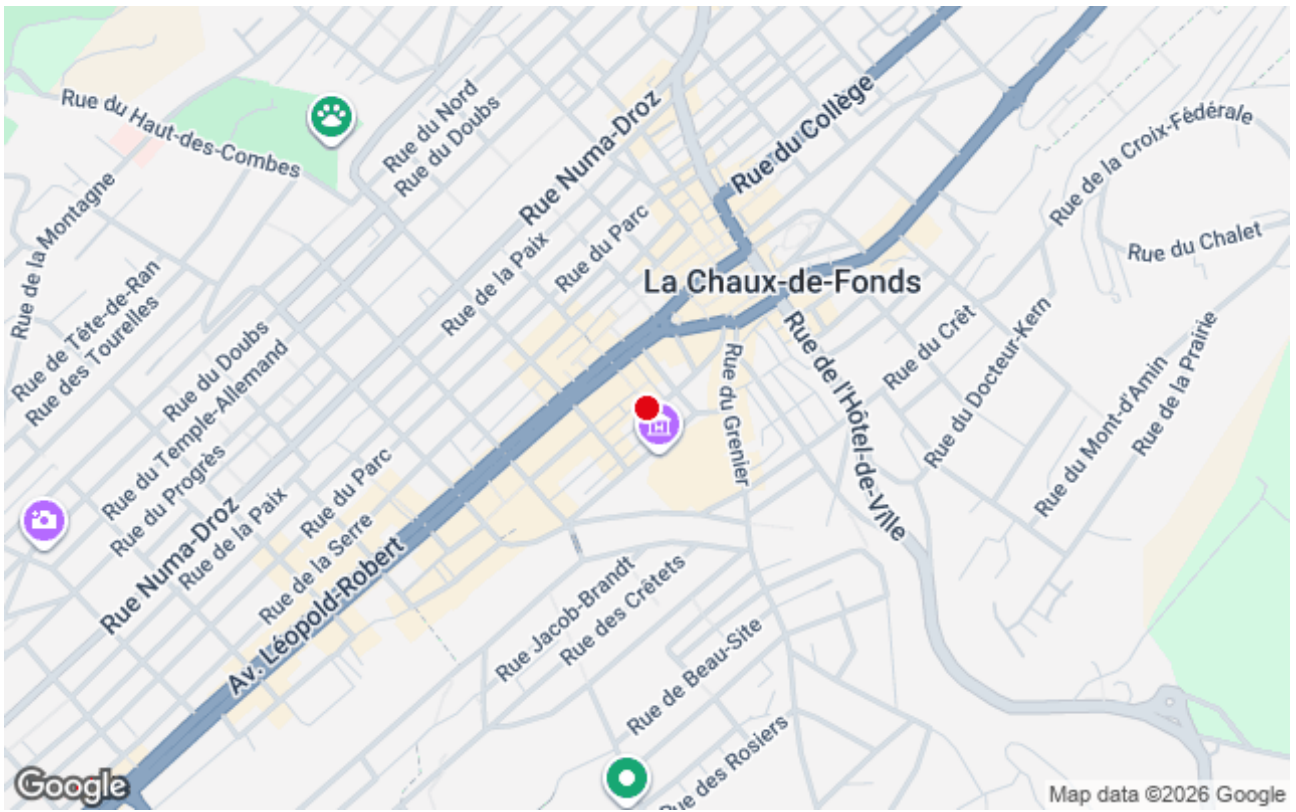 Rue du Haut-des-Combes
Rue du Nord
Rue du Doubs
Rue Numa-Droz
Rue du Collège
Rue de la Croix-Fédérale
Rue de la Montagne
Rue du Parc
Rue de la Paix
Rue du Chalet
La Chaux-de-Fonds
Rue de Tête-de-Ran
Rue des Tourelles
Rue du Doubs
Rue du Temple-Allemand
Rue du Progrès
Rue du Grenier
Rue de l'Hôtel-de-Ville
Rue du Crêt
Rue du Docteur-Kern
Rue du Mont-d'Amin
Rue de la Prairie
Rue Numa-Droz
Rue de la Paix
Rue du Parc
Rue de la Serre
Av. Léopold-Robert
Rue Jacob-Brandt
Rue des Crêtets
Rue de Beau-Site
Rue des Rosiers
Google
Map data ©2026 Google